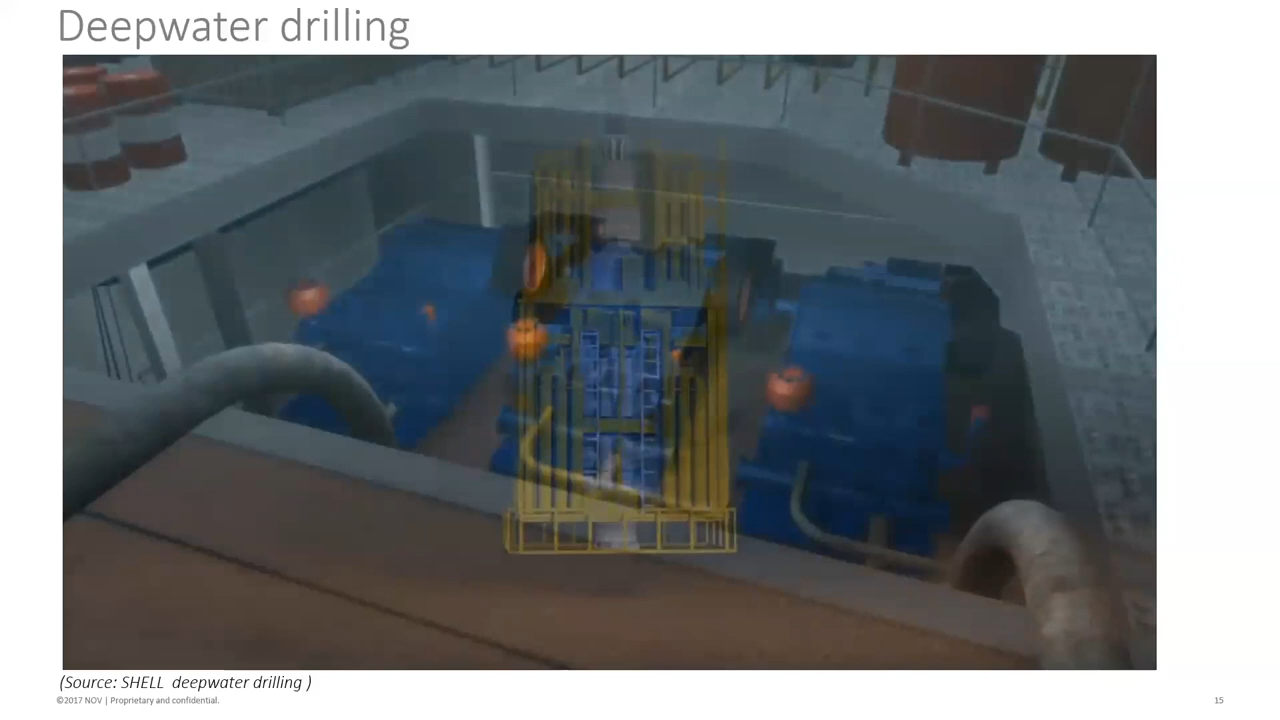 Deepwater drilling
(Source: SHELL deepwater drilling )
©2017 NOV | Proprietary and confidential.
15